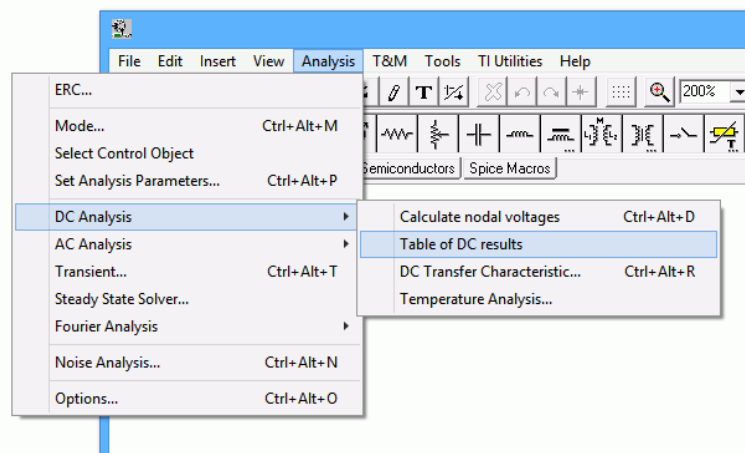 File Edit Insert View Analysis T&M Tools TI Utilities Help
T 200%
Semiconductors Spice Macros
ERC...
Mode... Ctrl+Alt+M
Select Control Object
Set Analysis Parameters... Ctrl+Alt+P
DC Analysis
AC Analysis
Transient... Ctrl+Alt+T
Steady State Solver...
Fourier Analysis
Noise Analysis... Ctrl+Alt+N
Options... Ctrl+Alt+O
Calculate nodal voltages Ctrl+Alt+D
Table of DC results
DC Transfer Characteristic... Ctrl+Alt+R
Temperature Analysis...